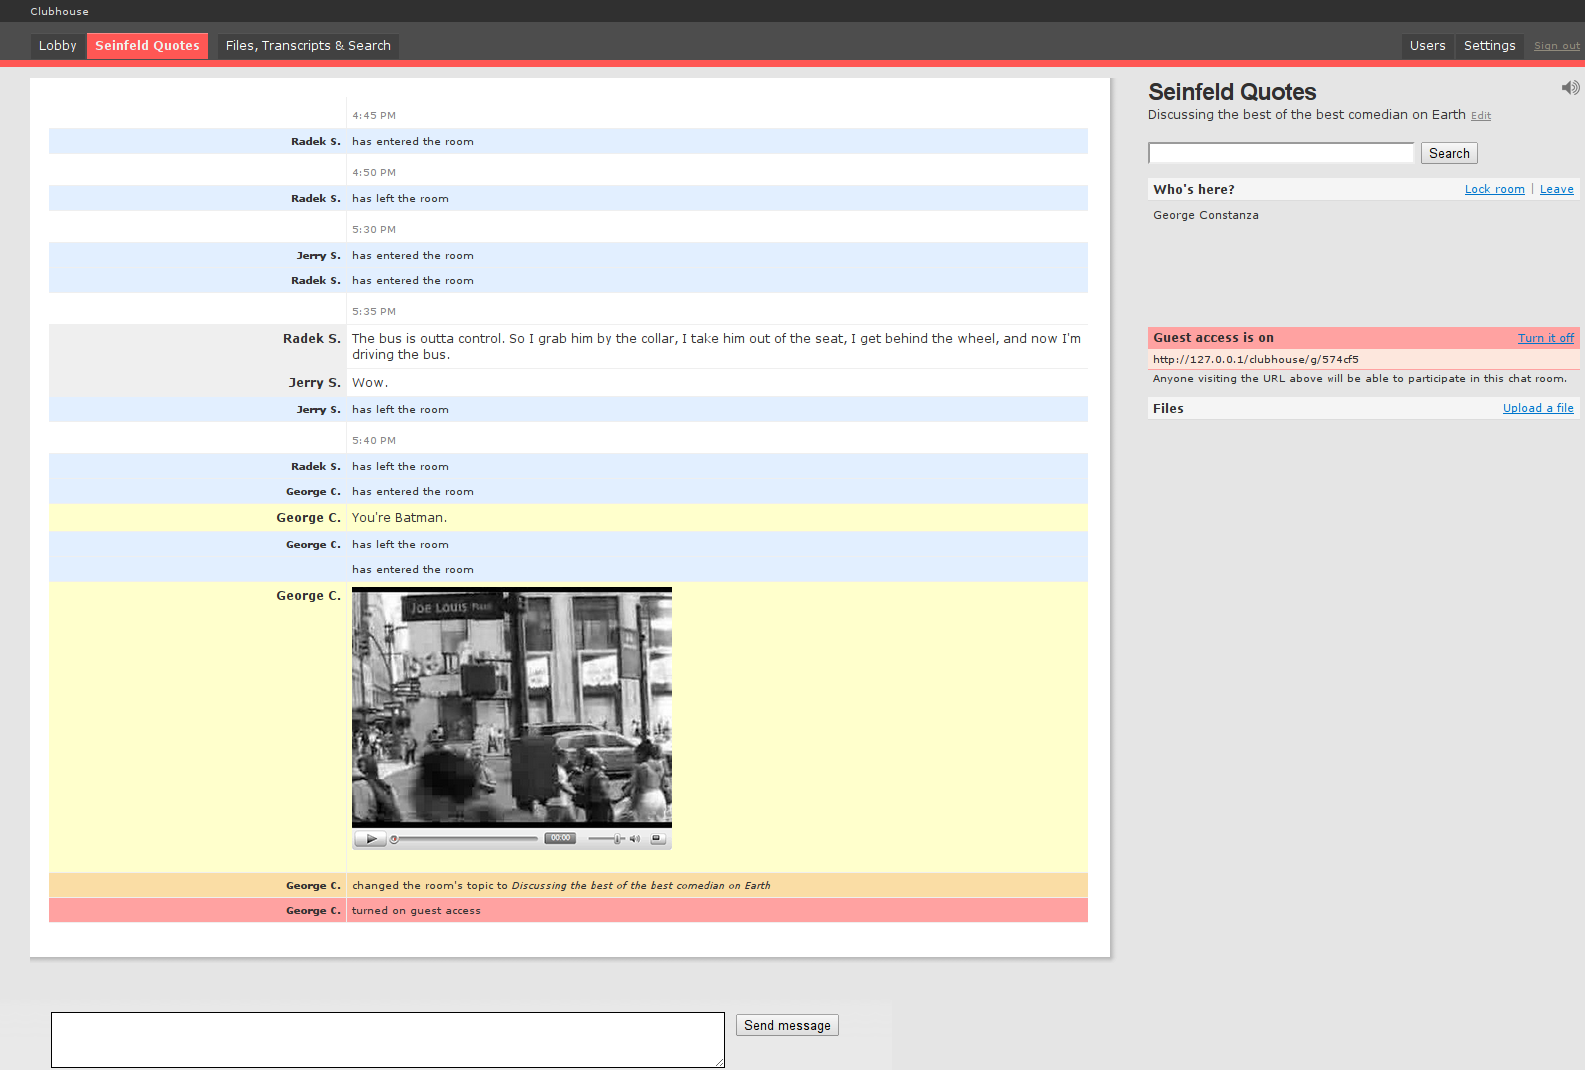 Clubhouse
Lobby
Seinfeld Quotes
Files, Transcripts & Search
Users
Settings
Sign out
4:45 PM
Radek S. has entered the room
4:50 PM
Radek S. has left the room
5:30 PM
Jerry S. has entered the room
Radek S. has entered the room
5:35 PM
Radek S. The bus is outta control. So I grab him by the collar, I take him out of the seat, I get behind the wheel, and now I'm
driving the bus.
Jerry S. Wow.
Jerry S. has left the room
5:40 PM
Radek S. has left the room
George C. has entered the room
George C. You're Batman.
George C. has left the room
has entered the room
George C.
Joe Louis
00:00
George C. changed the room's topic to Discussing the best of the best comedian on Earth
George C. turned on guest access
Send message
Seinfeld Quotes
Discussing the best of the best comedian on Earth Edit
Search
Who's here? Lock room | Leave
George Constanza
Guest access is on Turn it off
http://127.0.0.1/clubhouse/g/574cf5
Anyone visiting the URL above will be able to participate in this chat room.
Files Upload a file